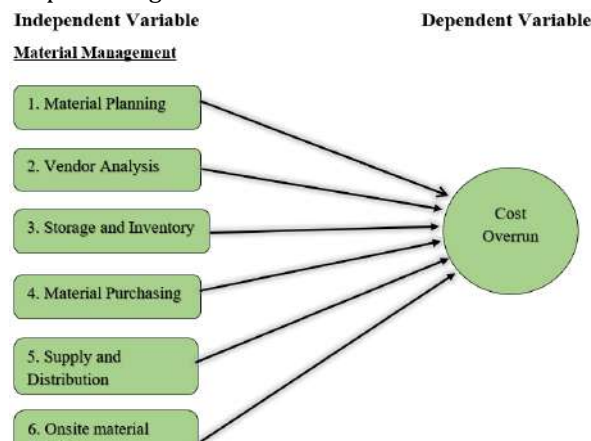 Independent Variable
Dependent Variable
Material Management
1. Material Planning
2. Vendor Analysis
3. Storage and Inventory
4. Material Purchasing
5. Supply and
Distribution
6. Onsite material
Cost
Overrun